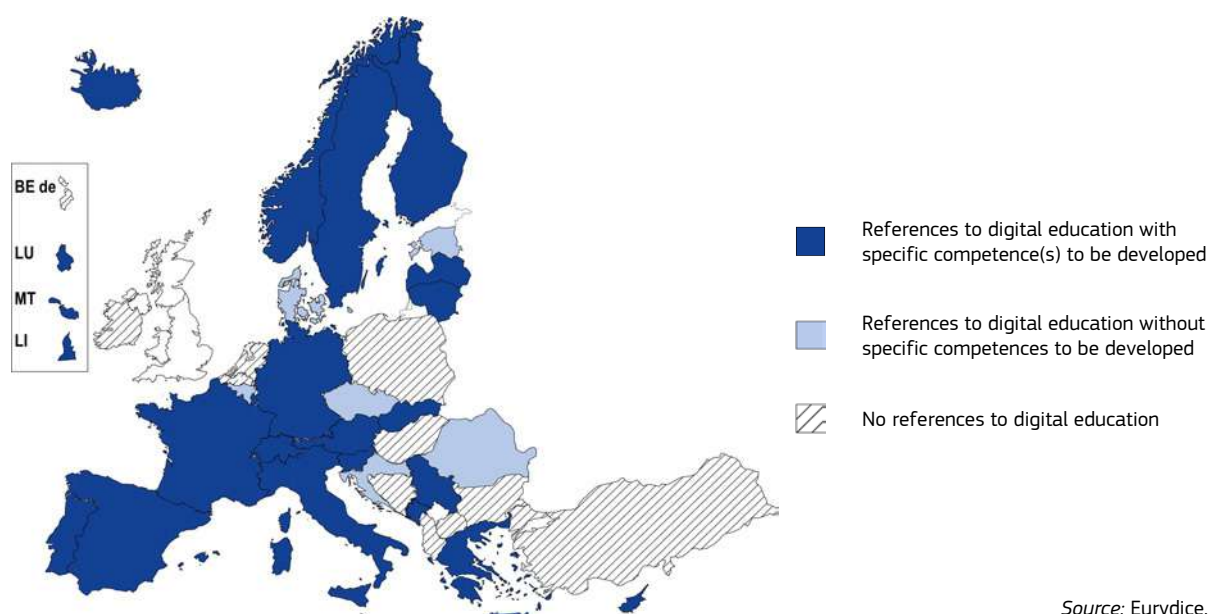 BE de
LU
MT
LI
References to digital education with
specific competence(s) to be developed
References to digital education without
specific competences to be developed
No references to digital education
Source: Eurydice.